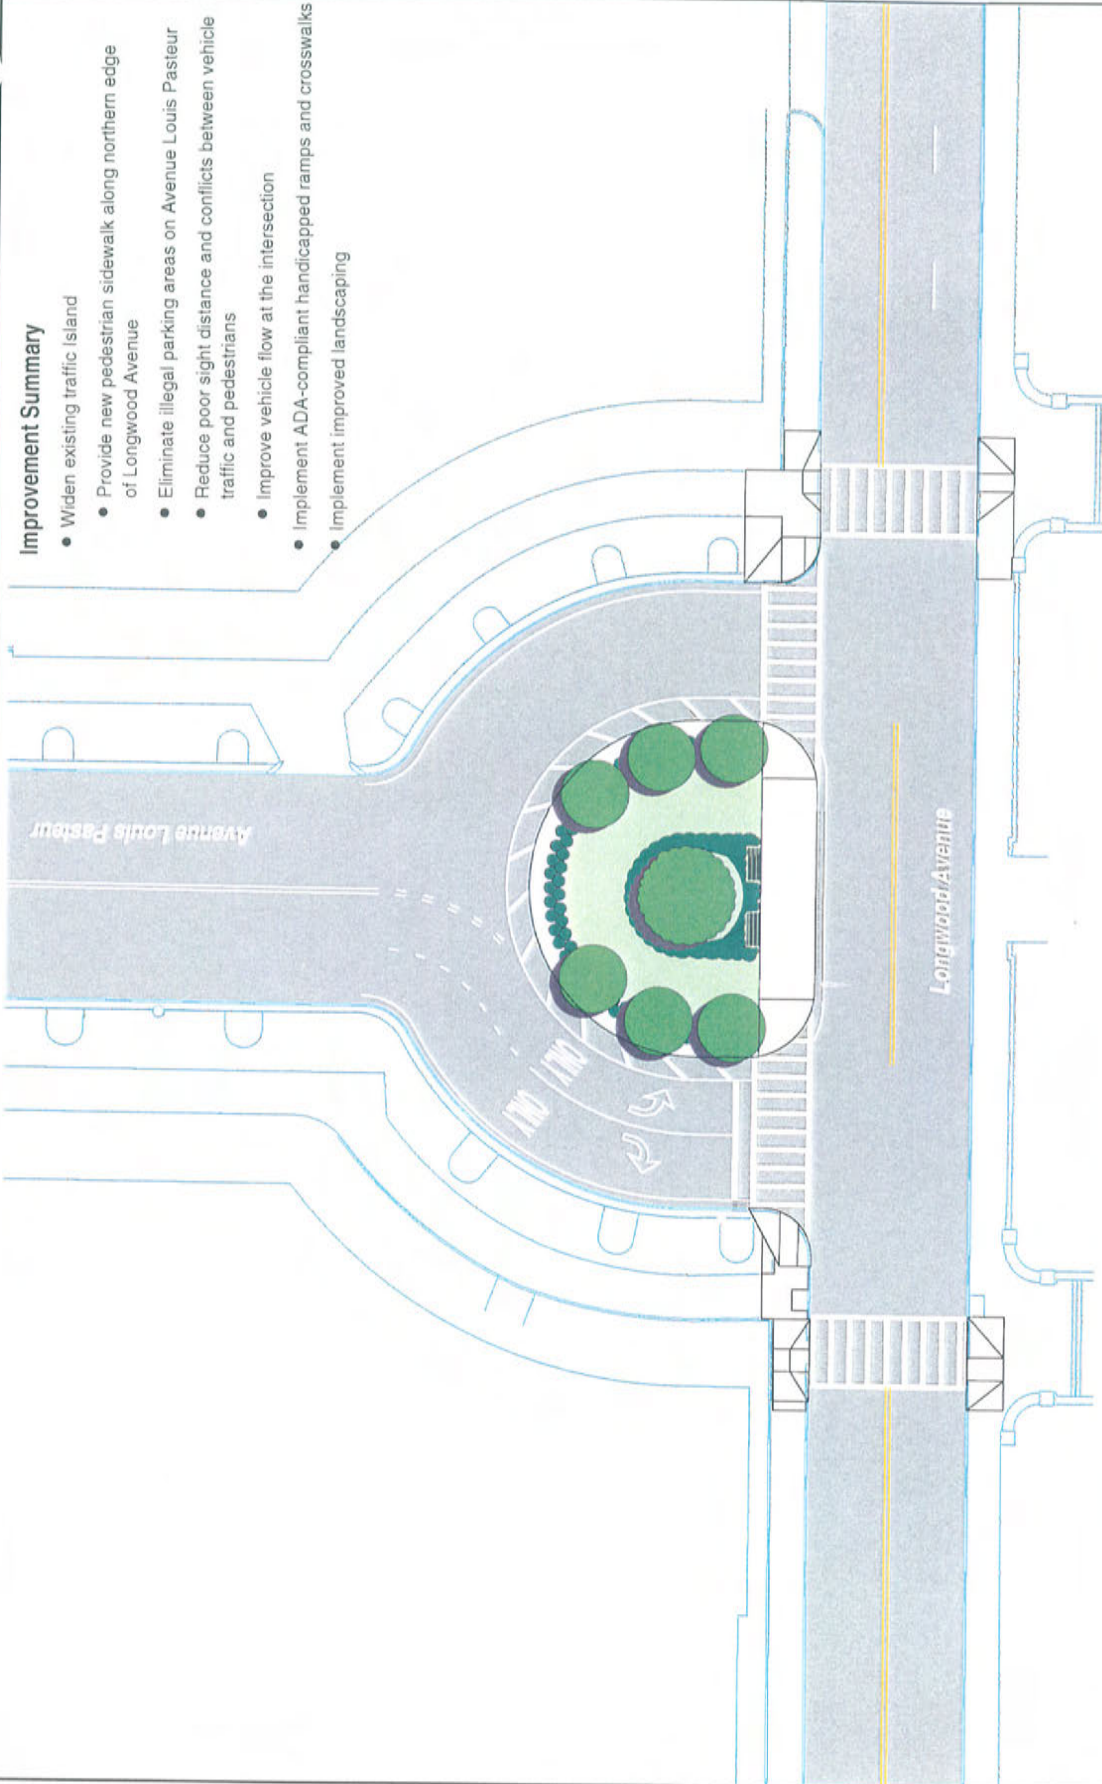 Improvement Summary
• Widen existing traffic Island
• Provide new pedestrian sidewalk along northern edge
of Longwood Avenue
• Eliminate illegal parking areas on Avenue Louis Pasteur
• Reduce poor sight distance and conflicts between vehicle
traffic and pedestrians
• Improve vehicle flow at the intersection
• Implement ADA-compliant handicapped ramps and crosswalks
• Implement improved landscaping
Avenue Louis Pasteur
ONLY
ONLY
Longwood Avenue